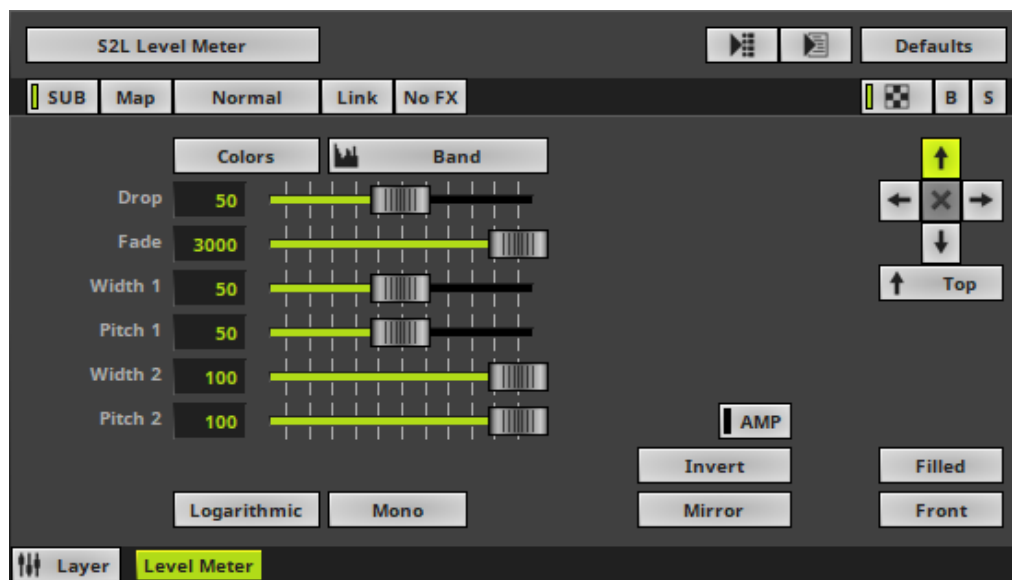 S2L Level Meter
Defaults
SUB Map Normal Link No FX B S
Colors Band
Drop 50
Fade 3000
Width 1 50
Top
Pitch 1 50
Width 2 100
Pitch 2 100
AMP
Invert Filled
Logarithmic Mono Mirror Front
Layer Level Meter